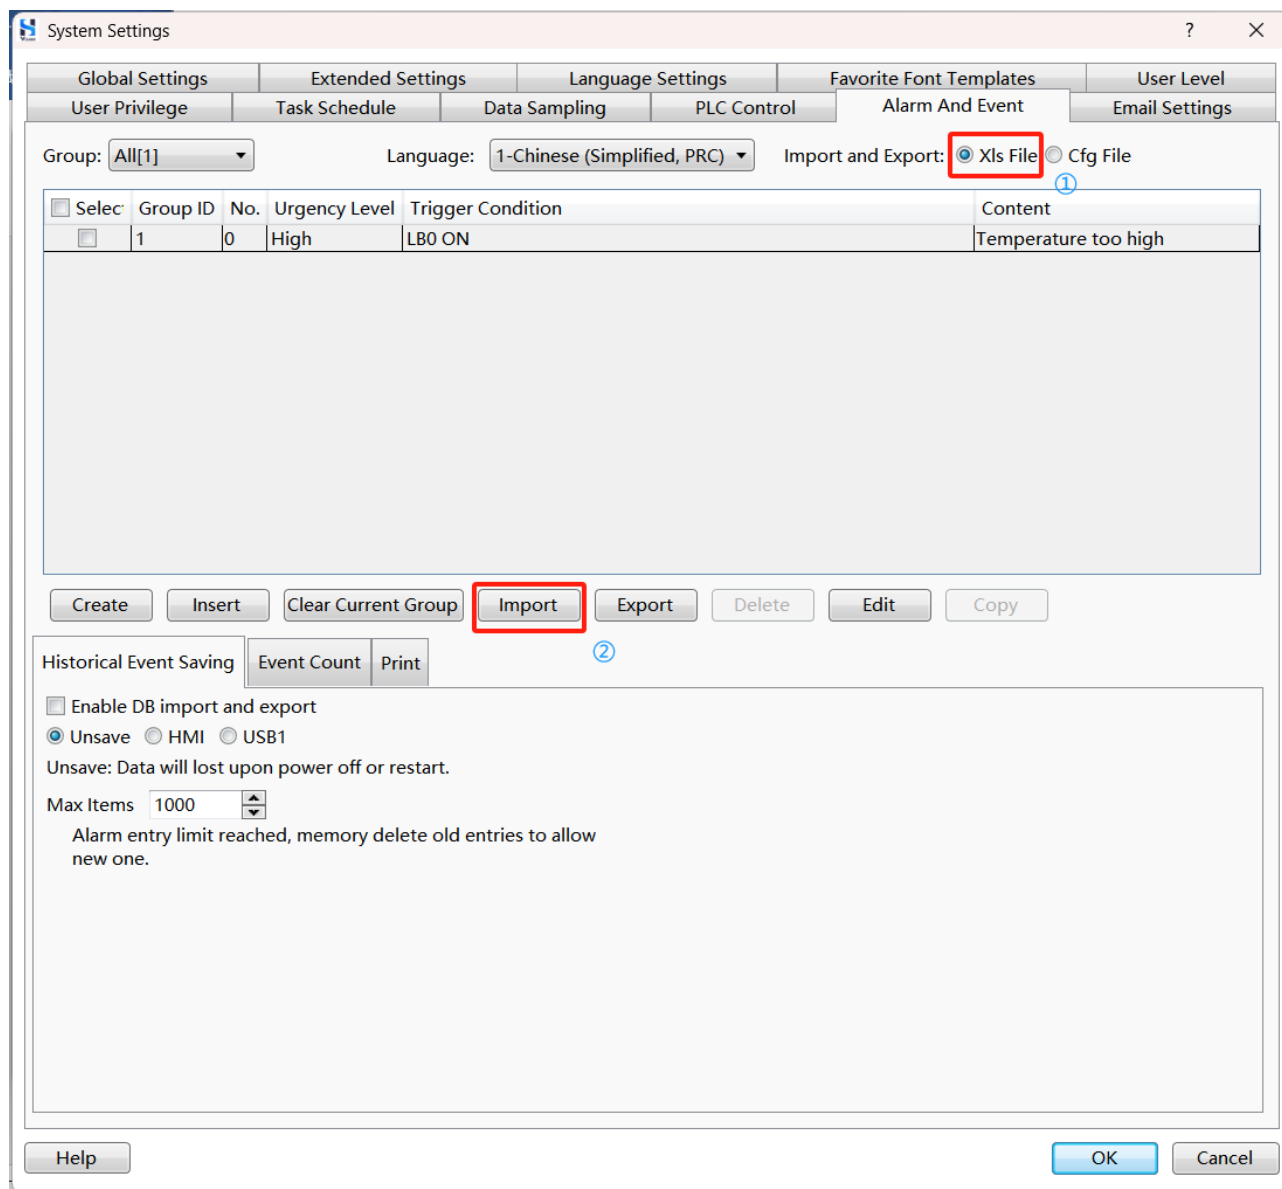 System Settings ?
Global Settings Extended Settings Language Settings Favorite Font Templates User Level
User Privilege Task Schedule Data Sampling PLC Control Alarm And Event Email Settings
Group: All[1] Language: 1-Chinese (Simplified, PRC) Import and Export: Xls File Cfg File
①
Selec Group ID No. Urgency Level Trigger Condition Content
1 0 High LB0 ON Temperature too high
Create Insert Clear Current Group Import Export Delete Edit Copy
②
Historical Event Saving Event Count Print
Enable DB import and export
Unsave HMI USB1
Unsave: Data will lost upon power off or restart.
Max Items 1000
Alarm entry limit reached, memory delete old entries to allow
new one.
Help OK Cancel